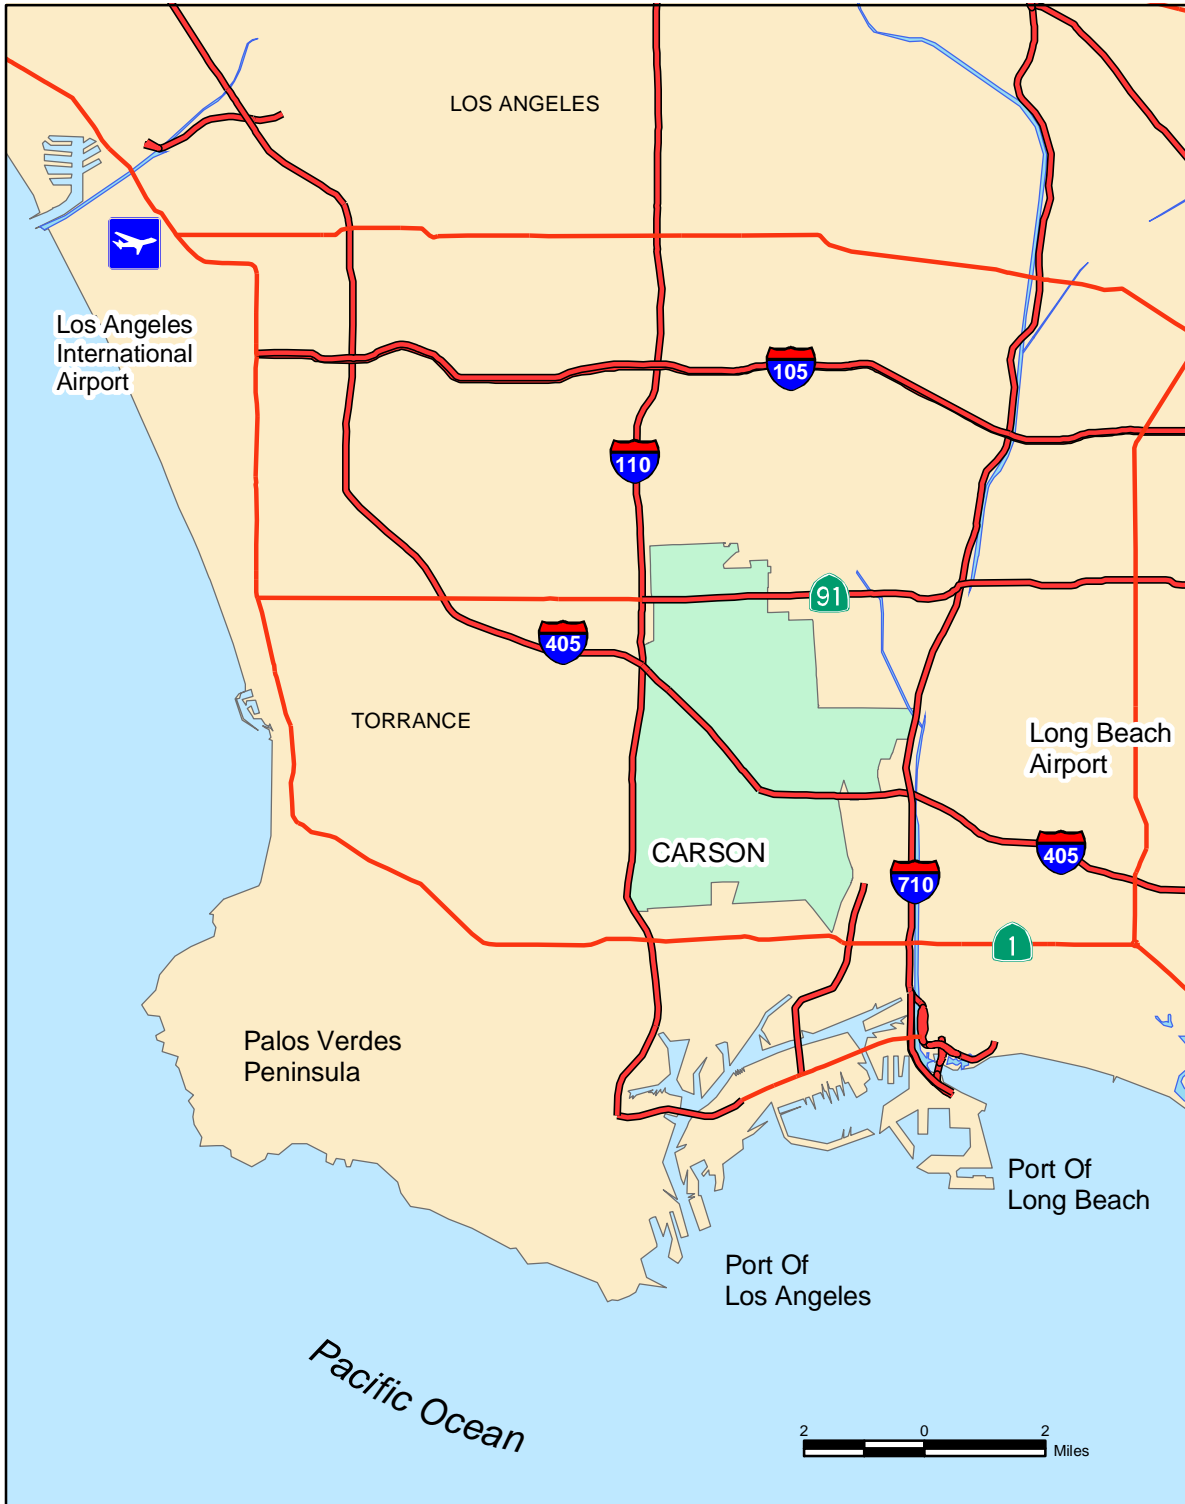 LOS ANGELES
Los Angeles
International
Airport
105
110
91
405
TORRANCE
Long Beach
Airport
CARSON
405
710
1
Palos Verdes
Peninsula
Port Of
Long Beach
Port Of
Los Angeles
Pacific Ocean
2 0 2
Miles